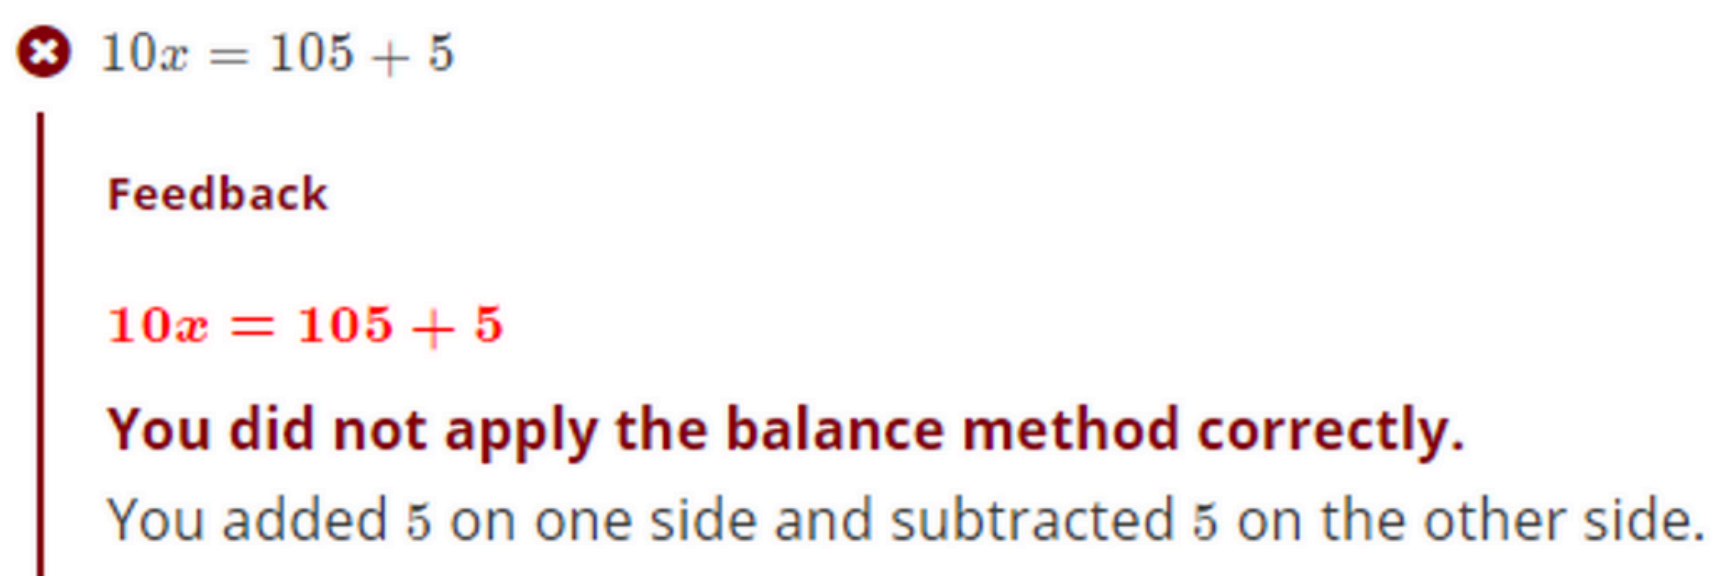 10x = 105 + 5
Feedback
10x = 105 + 5
You did not apply the balance method correctly.
You added 5 on one side and subtracted 5 on the other side.